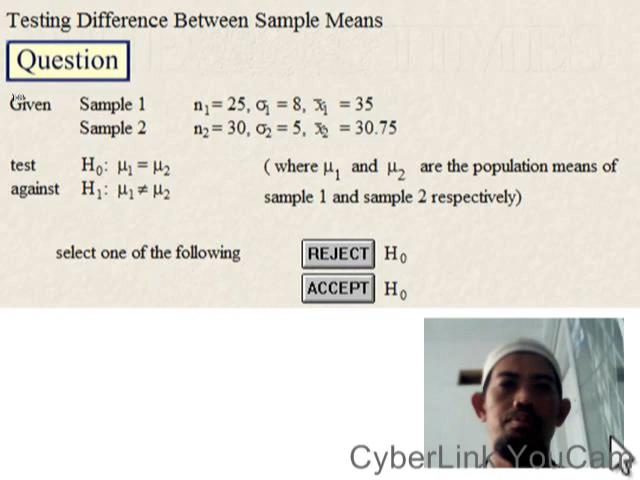 Testing Difference Between Sample Means
Question
Given Sample 1 n₁= 25, σ₁ = 8, x̄₁ = 35
Sample 2 n₂= 30, σ₂ = 5, x̄₂ = 30.75
test H₀: μ₁ = μ₂ ( where μ₁ and μ₂ are the population means of
against H₁: μ₁ ≠ μ₂ sample 1 and sample 2 respectively)
select one of the following REJECT H₀
ACCEPT H₀
CyberLink YouCam